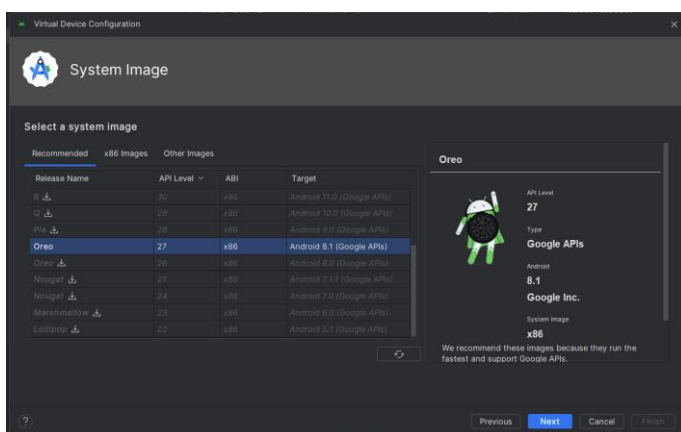 Virtual Device Configuration
System Image
Select a system image
Recommended x86 Images Other Images
Release Name API Level ABI Target
R 30 x86 Android 11.0 (Google APIs)
Q 29 x86 Android 10.0 (Google APIs)
Pie 28 x86 Android 9.0 (Google APIs)
Oreo 27 x86 Android 8.1 (Google APIs)
Oreo 26 x86 Android 8.0 (Google APIs)
Nougat 25 x86 Android 7.1.1 (Google APIs)
Nougat 24 x86 Android 7.0 (Google APIs)
Marshmallow 23 x86 Android 6.0 (Google APIs)
Lollipop 22 x86 Android 5.1 (Google APIs)
Oreo
API Level
27
Type
Google APIs
Android
8.1
Google Inc.
System Image
x86
We recommend these images because they run the
fastest and support Google APIs.
? Previous Next Cancel Finish